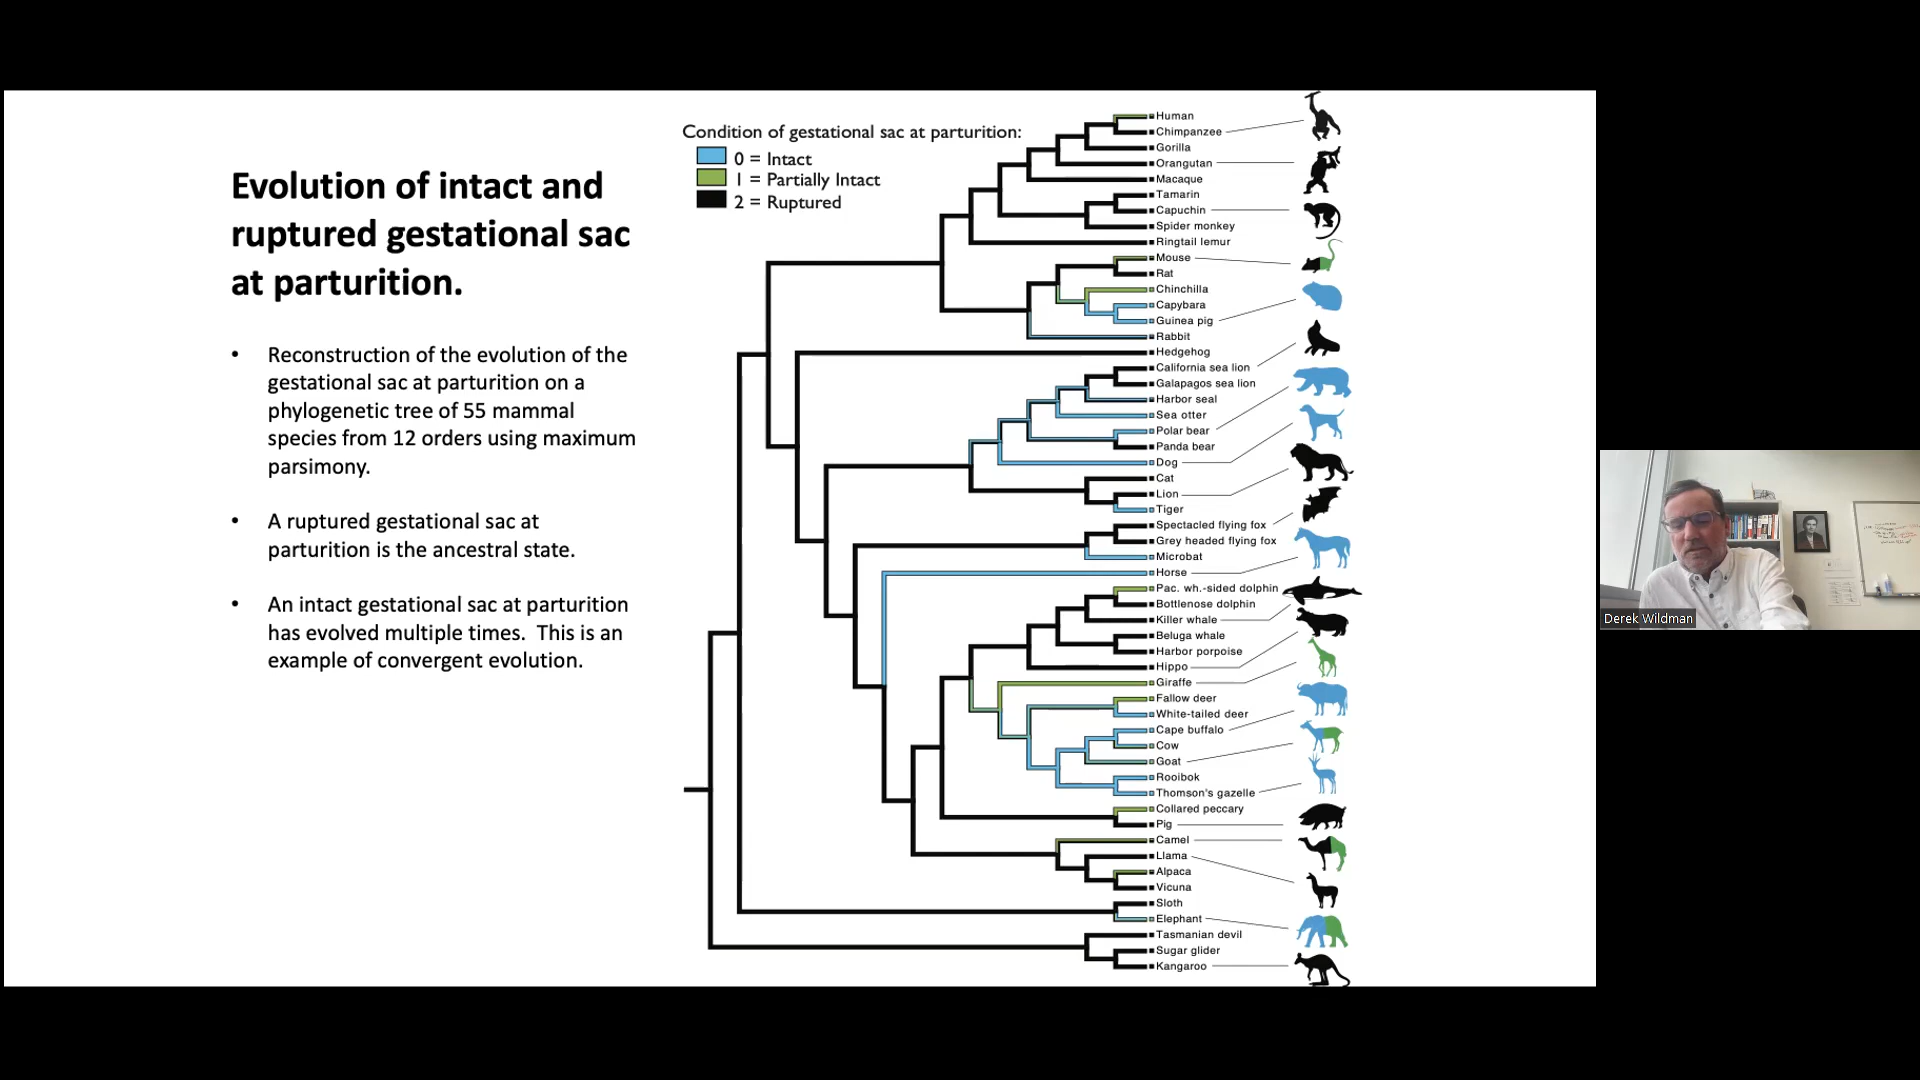 Evolution of intact and
ruptured gestational sac
at parturition.
• Reconstruction of the evolution of the
gestational sac at parturition on a
phylogenetic tree of 55 mammal
species from 12 orders using maximum
parsimony.
• A ruptured gestational sac at
parturition is the ancestral state.
• An intact gestational sac at parturition
has evolved multiple times.  This is an
example of convergent evolution.
Condition of gestational sac at parturition:
0 = Intact
1 = Partially Intact
2 = Ruptured
Human
Chimpanzee
Gorilla
Orangutan
Macaque
Tamarin
Capuchin
Spider monkey
Ringtail lemur
Mouse
Rat
Chinchilla
Capybara
Guinea pig
Rabbit
Hedgehog
California sea lion
Galapagos sea lion
Harbor seal
Sea otter
Polar bear
Panda bear
Dog
Cat
Lion
Tiger
Spectacled flying fox
Grey headed flying fox
Microbat
Horse
Pac. wh.-sided dolphin
Bottlenose dolphin
Killer whale
Beluga whale
Harbor porpoise
Hippo
Giraffe
Fallow deer
White-tailed deer
Cape buffalo
Cow
Goat
Rooibok
Thomson's gazelle
Collared peccary
Pig
Camel
Llama
Alpaca
Vicuna
Sloth
Elephant
Tasmanian devil
Sugar glider
Kangaroo
Derek Wildman